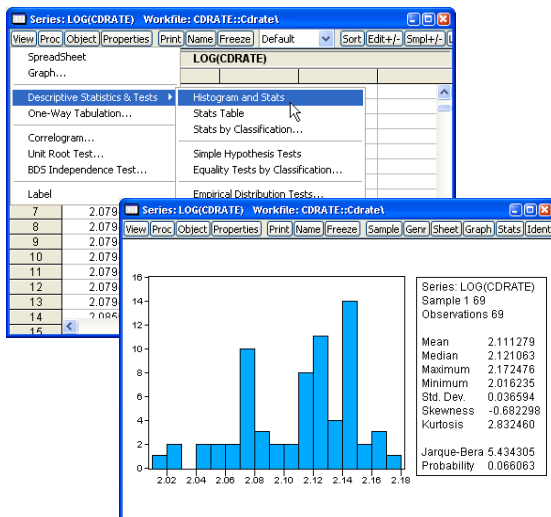 Series: LOG(CDRATE) Workfile: CDRATE::Cdrate\
View Proc Object Properties Print Name Freeze Default Sort Edit+/- Smpl+/-
SpreadSheet
Graph...
Descriptive Statistics & Tests
One-Way Tabulation...
Correlogram...
Unit Root Test...
BDS Independence Test...
Label
LOG(CDRATE)
Histogram and Stats
Stats Table
Stats by Classification...
Simple Hypothesis Tests
Equality Tests by Classification...
Empirical Distribution Tests...
7 2.079
8 2.079
9 2.079
10 2.079
11 2.079
12 2.079
13 2.079
14 2.085
15
Series: LOG(CDRATE) Workfile: CDRATE::Cdrate\
View Proc Object Properties Print Name Freeze Sample Genr Sheet Graph Stats Ident
16
14
12
10
8
6
4
2
0
2.02 2.04 2.06 2.08 2.10 2.12 2.14 2.16 2.18
Series: LOG(CDRATE)
Sample 1 69
Observations 69
Mean 2.111279
Median 2.121063
Maximum 2.172476
Minimum 2.016235
Std. Dev. 0.036594
Skewness -0.682298
Kurtosis 2.832460
Jarque-Bera 5.434305
Probability 0.066063